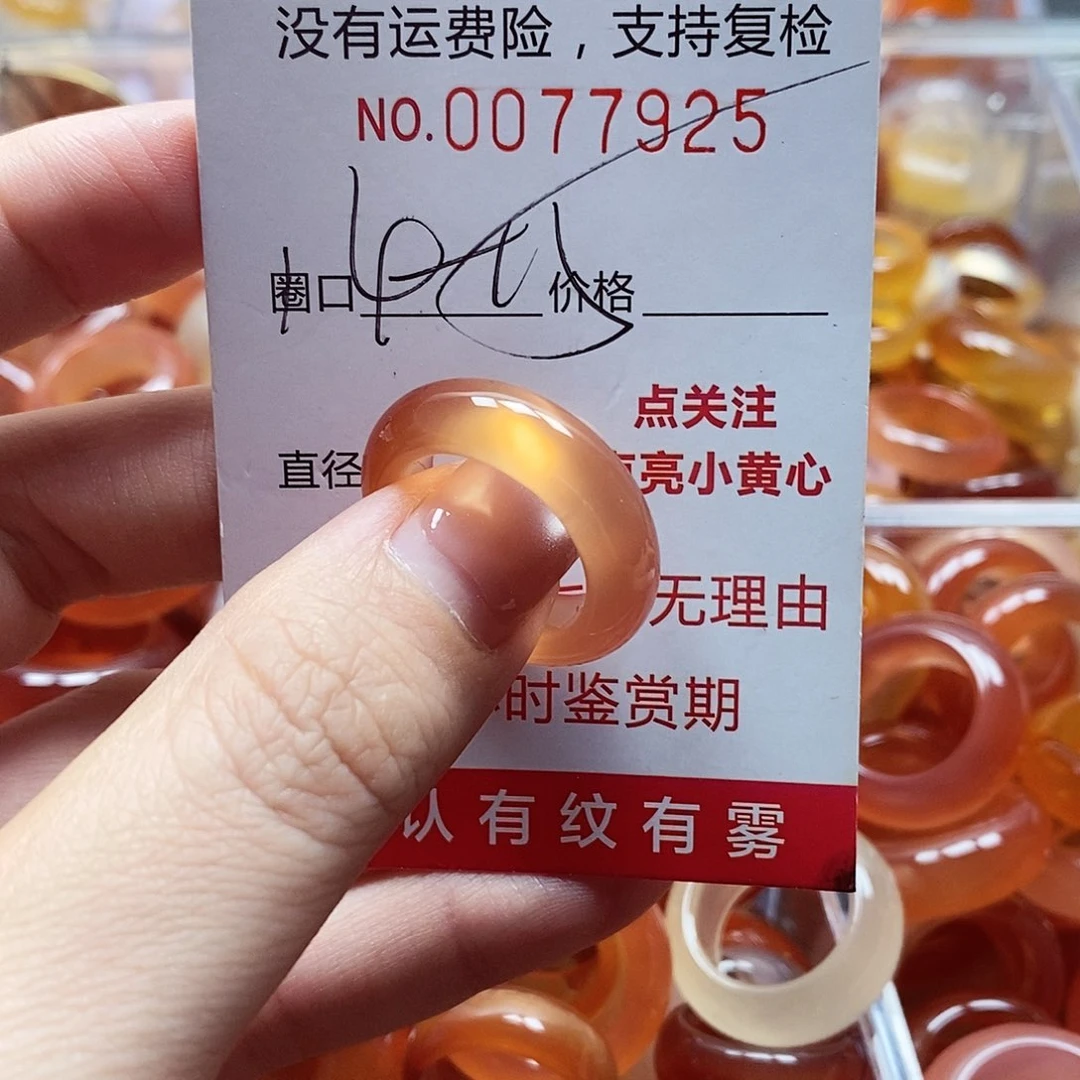 没有运费险，支持复检
NO.0077925
圈口 价格
点关注
直径 亮小黄心
无理由
时鉴赏期
认有纹有雾